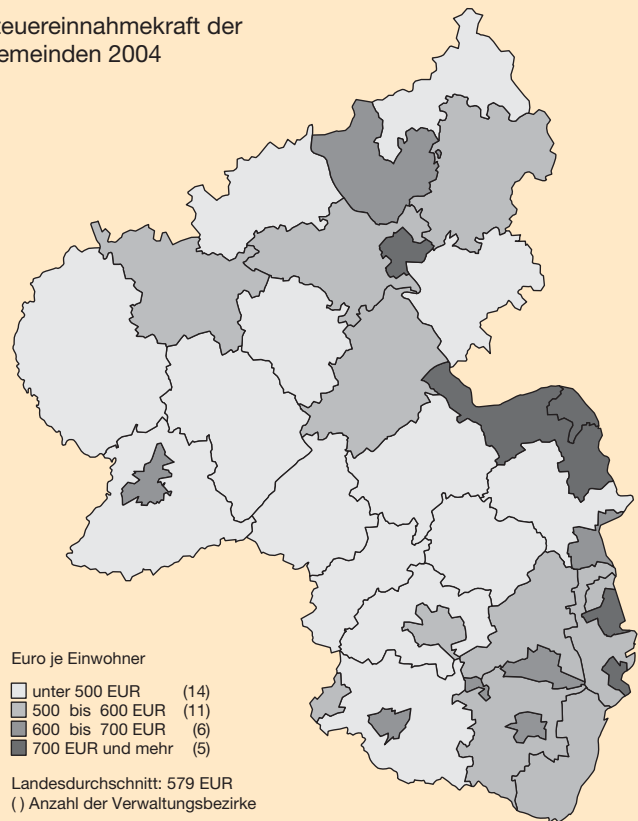 teuereinnahmekraft der
emeinden 2004
Euro je Einwohner
unter 500 EUR (14)
500 bis 600 EUR (11)
600 bis 700 EUR (6)
700 EUR und mehr (5)
Landesdurchschnitt: 579 EUR
( ) Anzahl der Verwaltungsbezirke